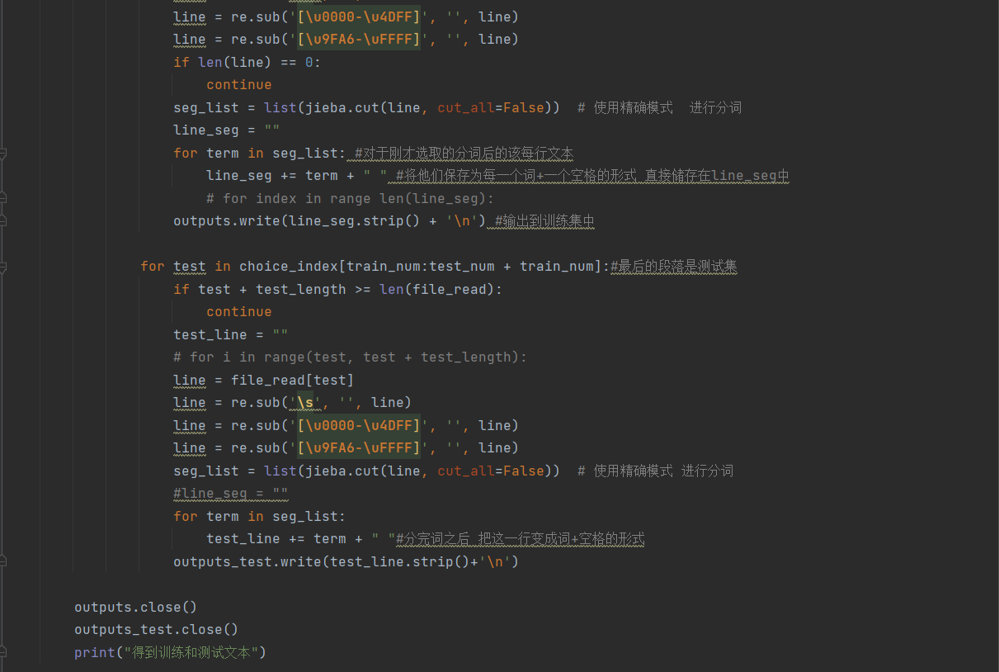 line = re.sub('[\u0000-\u4DFF]', '', line)
line = re.sub('[\u9FA6-\uFFFF]', '', line)
if len(line) == 0:
continue
seg_list = list(jieba.cut(line, cut_all=False))  # 使用精确模式  进行分词
line_seg = ""
for term in seg_list: #对于刚才选取的分词后的该每行文本
line_seg += term + " " #将他们保存为每一个词+一个空格的形式 直接储存在line_seg中
# for index in range len(line_seg):
outputs.write(line_seg.strip() + '\n') #输出到训练集中
for test in choice_index[train_num:test_num + train_num]:#最后的段落是测试集
if test + test_length >= len(file_read):
continue
test_line = ""
# for i in range(test, test + test_length):
line = file_read[test]
line = re.sub('\s', '', line)
line = re.sub('[\u0000-\u4DFF]', '', line)
line = re.sub('[\u9FA6-\uFFFF]', '', line)
seg_list = list(jieba.cut(line, cut_all=False))  # 使用精确模式 进行分词
#line_seg = ""
for term in seg_list:
test_line += term + " "#分完词之后 把这一行变成词+空格的形式
outputs_test.write(test_line.strip()+'\n')
outputs.close()
outputs_test.close()
print("得到训练和测试文本")